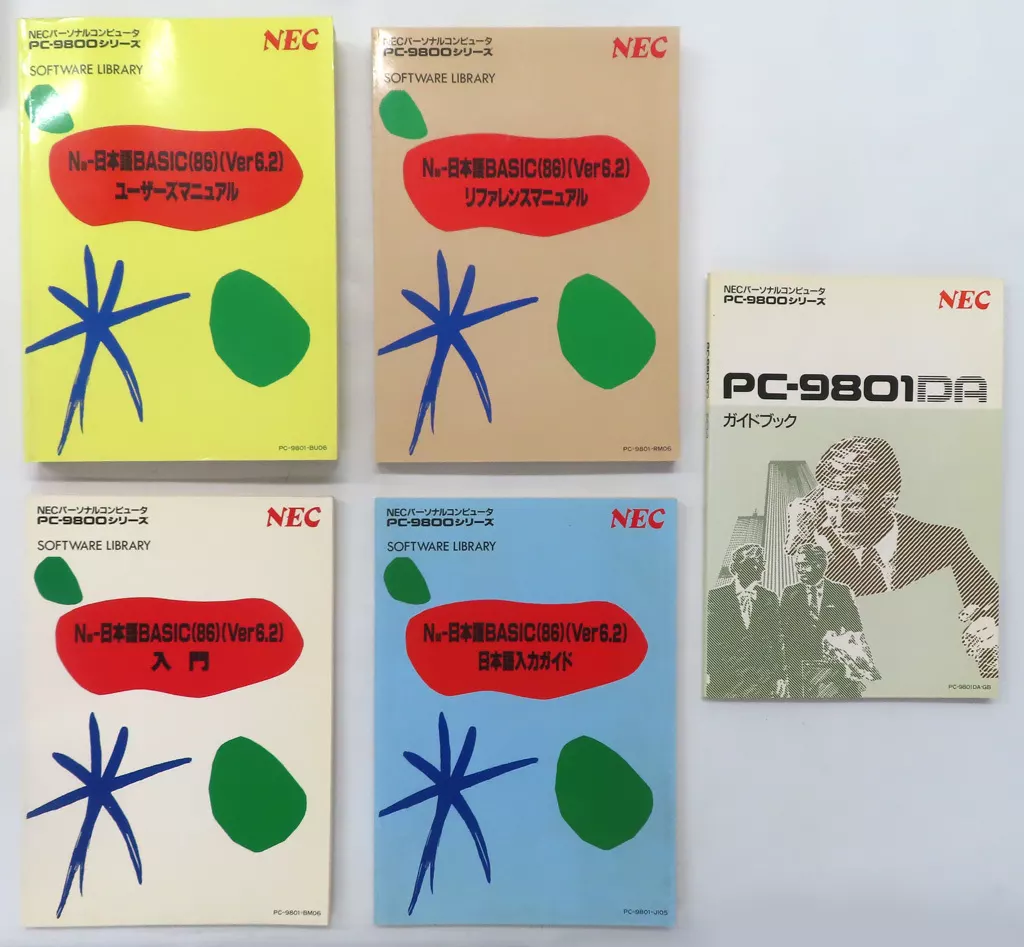 NECパーソナルコンピュータ
PC-9800シリーズ
NEC
SOFTWARE LIBRARY
N88-日本語BASIC(86)(Ver6.2)
ユーザーズマニュアル
PC-9801-BU06
NECパーソナルコンピュータ
PC-9800シリーズ
NEC
SOFTWARE LIBRARY
N88-日本語BASIC(86)(Ver6.2)
リファレンスマニュアル
PC-9801-RM06
NECパーソナルコンピュータ
PC-9800シリーズ
NEC
PC-9801DA
ガイドブック
PC-9801DA-GB
NECパーソナルコンピュータ
PC-9800シリーズ
NEC
SOFTWARE LIBRARY
N88-日本語BASIC(86)(Ver6.2)
入門
PC-9801-BM06
NECパーソナルコンピュータ
PC-9800シリーズ
NEC
SOFTWARE LIBRARY
N88-日本語BASIC(86)(Ver6.2)
日本語入力ガイド
PC-9801-JI05